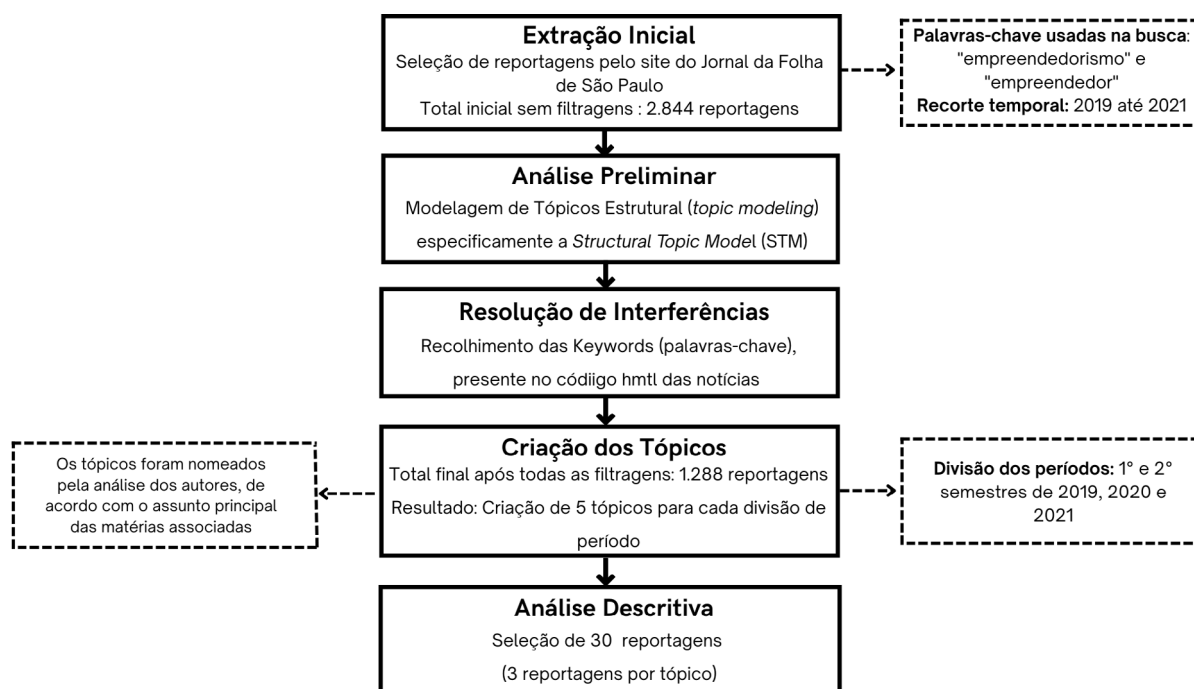 Extração Inicial
Seleção de reportagens pelo site do Jornal da Folha
de São Paulo
Total inicial sem filtragens : 2.844 reportagens
Palavras-chave usadas na busca:
"empreendedorismo" e
"empreendedor"
Recorte temporal: 2019 até 2021
Análise Preliminar
Modelagem de Tópicos Estrutural (topic modeling)
especificamente a Structural Topic Model (STM)
Resolução de Interferências
Recolhimento das Keywords (palavras-chave),
presente no códiigo hmtl das notícias
Criação dos Tópicos
Total final após todas as filtragens: 1.288 reportagens
Resultado: Criação de 5 tópicos para cada divisão de
período
Os tópicos foram nomeados
pela análise dos autores, de
acordo com o assunto principal
das matérias associadas
Divisão dos períodos: 1° e 2°
semestres de 2019, 2020 e
2021
Análise Descritiva
Seleção de 30 reportagens
(3 reportagens por tópico)